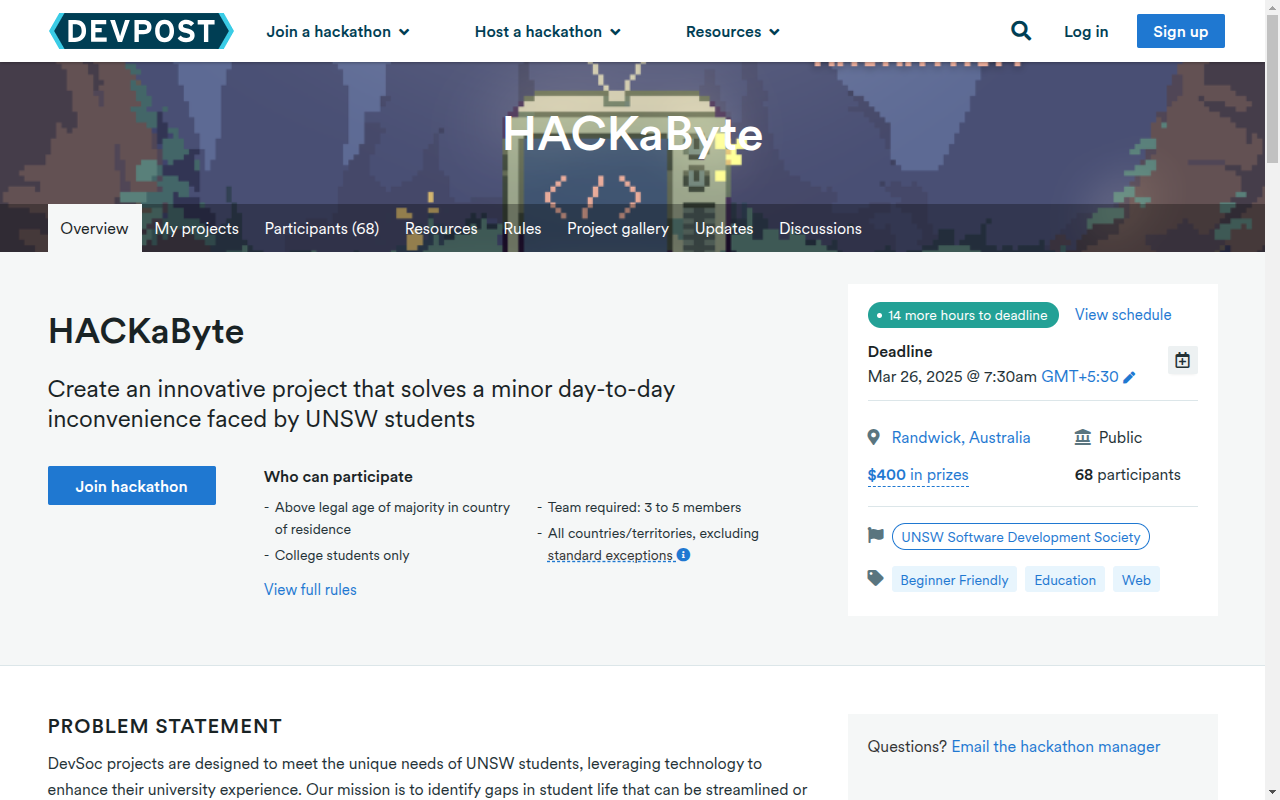 DEVPOST
Join a hackathon
Host a hackathon
Resources
Log in
Sign up
HACKaByte
</>
Overview
My projects
Participants (68)
Resources
Rules
Project gallery
Updates
Discussions
HACKaByte
Create an innovative project that solves a minor day-to-day
inconvenience faced by UNSW students
Join hackathon
Who can participate
- Above legal age of majority in country
of residence
- College students only
- Team required: 3 to 5 members
- All countries/territories, excluding
standard exceptions
View full rules
14 more hours to deadline
View schedule
Deadline
Mar 26, 2025 @ 7:30am GMT+5:30
Randwick, Australia
Public
$400 in prizes
68 participants
UNSW Software Development Society
Beginner Friendly
Education
Web
PROBLEM STATEMENT
DevSoc projects are designed to meet the unique needs of UNSW students, leveraging technology to
enhance their university experience. Our mission is to identify gaps in student life that can be streamlined or
Questions? Email the hackathon manager